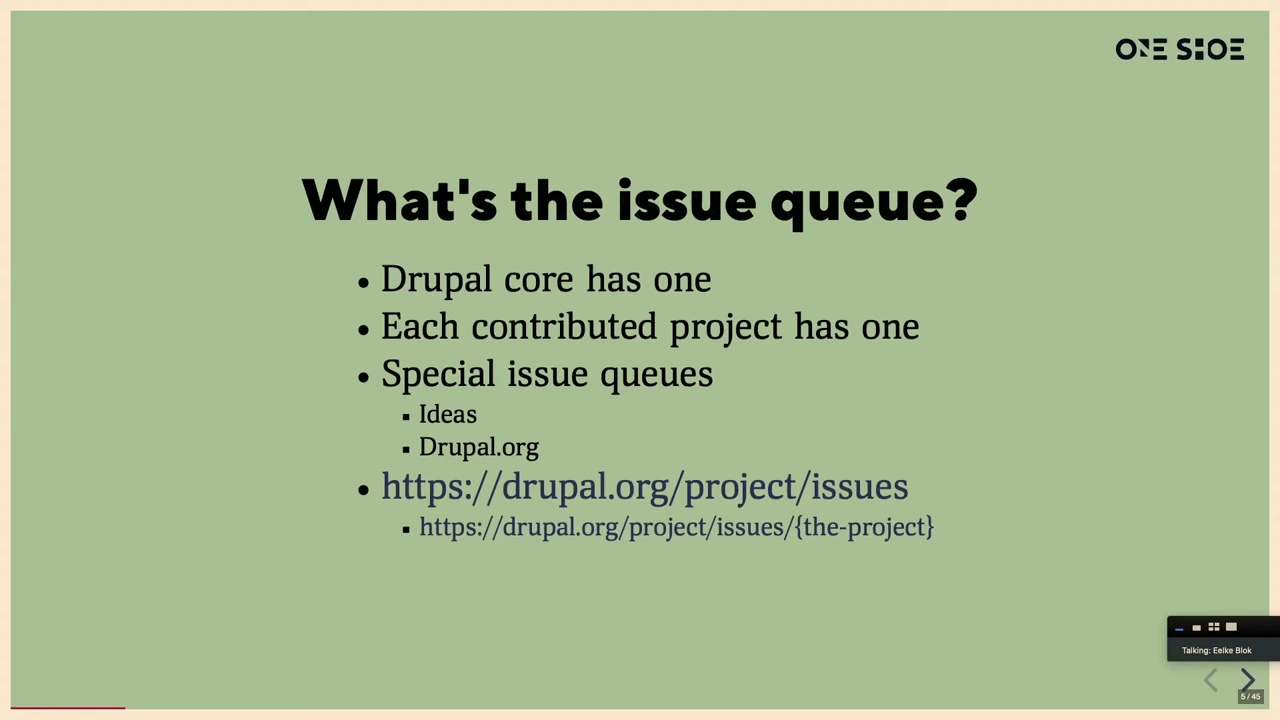 ONE SHOE
What's the issue queue?
• Drupal core has one
• Each contributed project has one
• Special issue queues
▪ Ideas
▪ Drupal.org
• https://drupal.org/project/issues
▪ https://drupal.org/project/issues/{the-project}
Talking: Eelke Blok
5 / 45